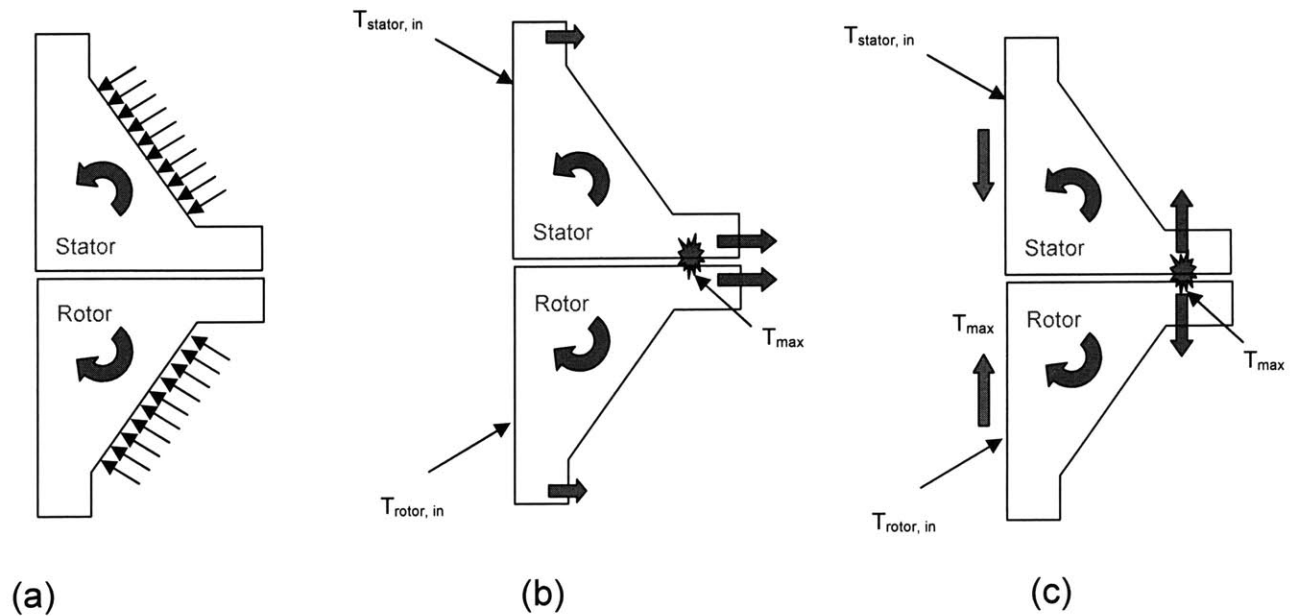 Stator
Rotor
(a)
T_stator, in
Stator
Rotor
T_max
T_rotor, in
(b)
T_stator, in
Stator
T_max
Rotor
T_max
T_rotor, in
(c)